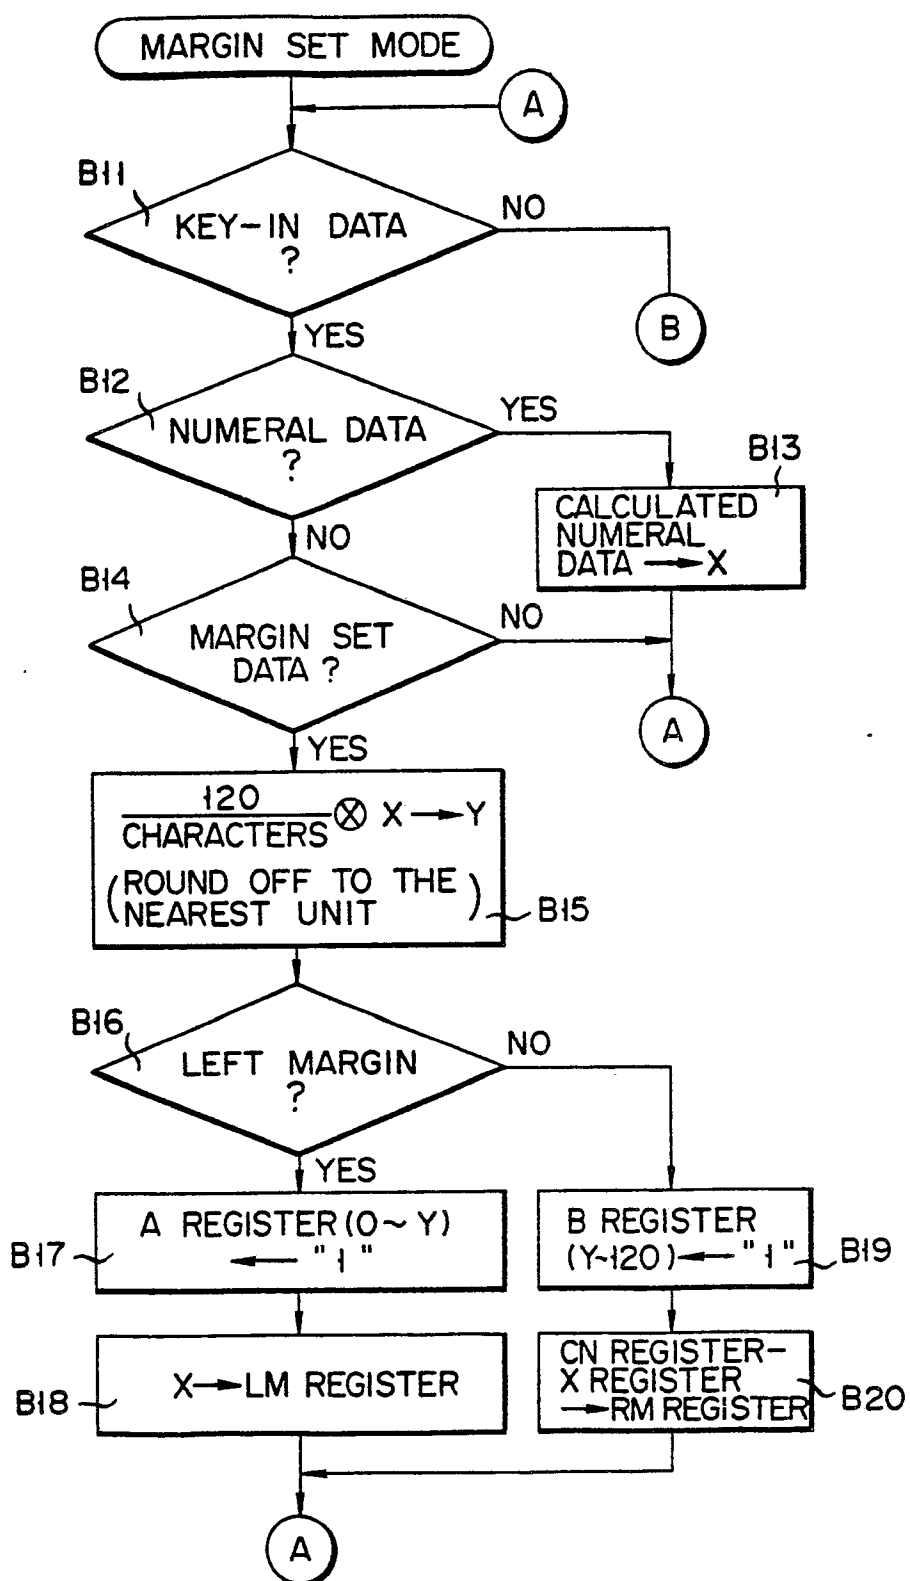 MARGIN SET MODE
A
B11
KEY-IN DATA
?
NO
B
YES
B12
NUMERAL DATA
?
YES
B13
CALCULATED
NUMERAL
DATA → X
NO
B14
MARGIN SET
DATA ?
NO
A
YES
120
CHARACTERS ⊗ X → Y
(ROUND OFF TO THE
NEAREST UNIT)
B15
B16
LEFT MARGIN
?
NO
YES
A REGISTER (0~Y)
← "1"
B17
B REGISTER
(Y~120) ← "1"
B19
X → LM REGISTER
B18
CN REGISTER-
X REGISTER
→ RM REGISTER
B20
A